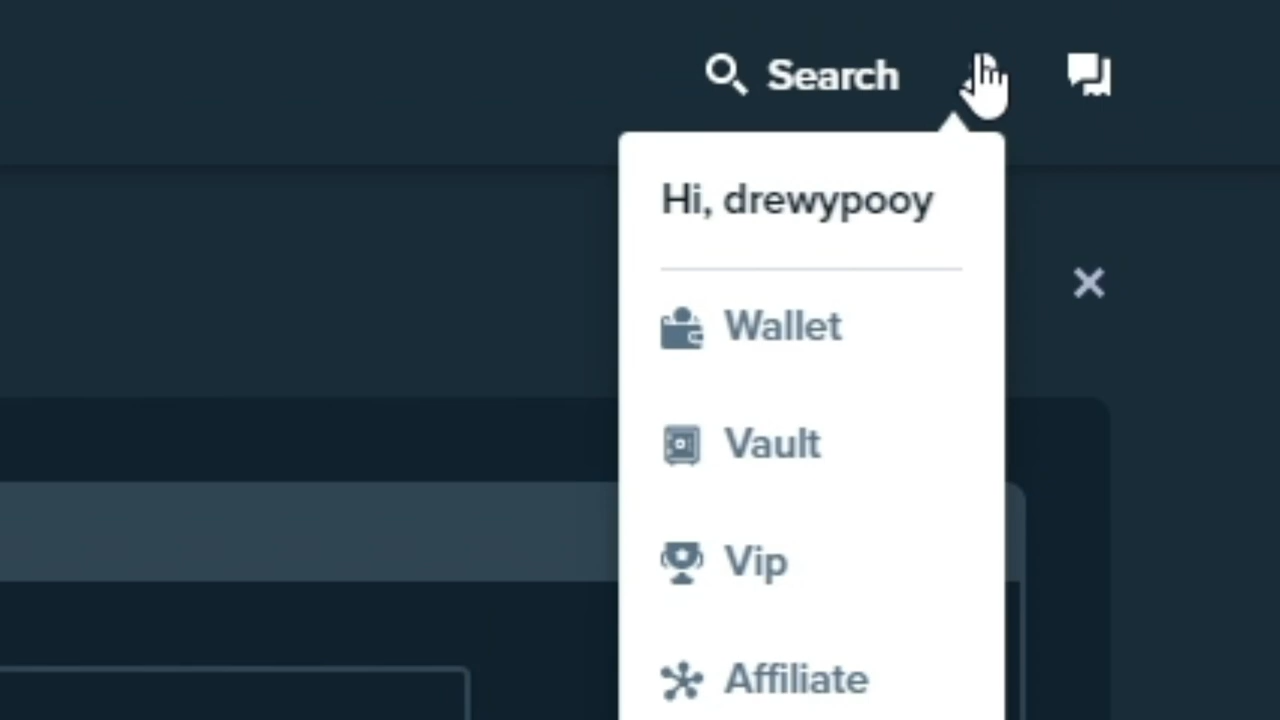 Search
Hi, drewypooy
Wallet
Vault
Vip
Affiliate